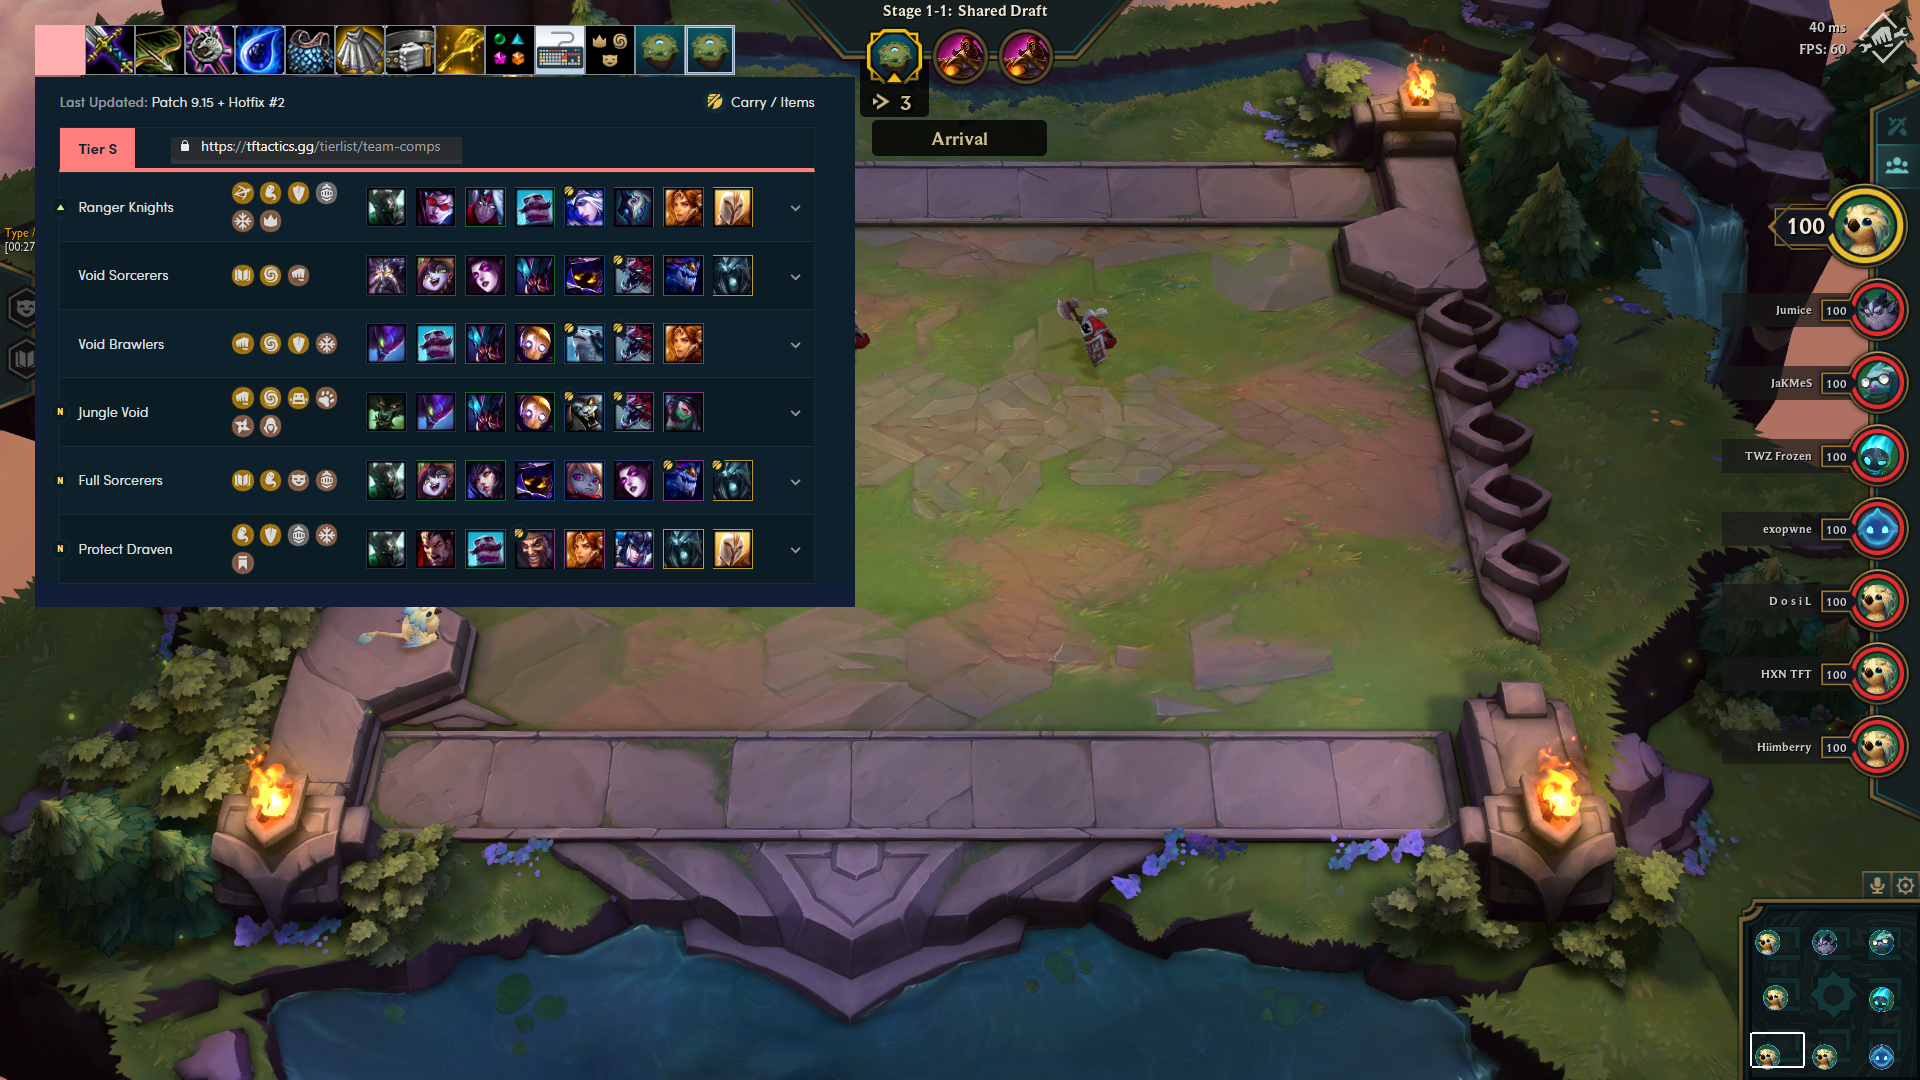 Stage 1-1: Shared Draft
40 ms
FPS: 60
Last Updated: Patch 9.15 + Hotfix #2
Carry / Items
3
Arrival
Tier S
https://tftactics.gg/tierlist/team-comps
Ranger Knights
Type /
[00:27
Void Sorcerers
Void Brawlers
N Jungle Void
N Full Sorcerers
N Protect Draven
100
Jumice 100
JaKMeS 100
TWZ Frozen 100
exopwne 100
D o s i L 100
HXN TFT 100
Hiimberry 100